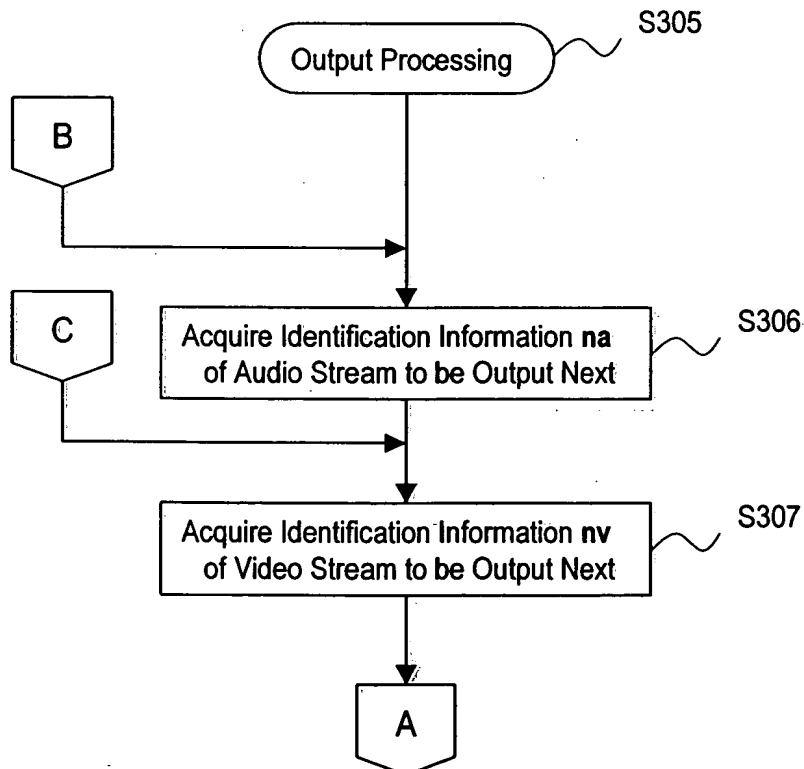 S305
Output Processing
B
C
Acquire Identification Information na
of Audio Stream to be Output Next
S306
Acquire Identification Information nv
of Video Stream to be Output Next
S307
A